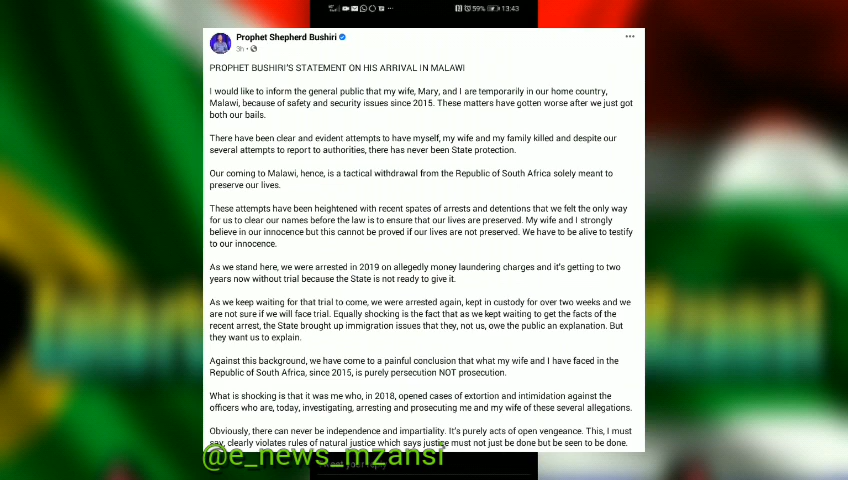 59% 13:43
Prophet Shepherd Bushiri
3h
PROPHET BUSHIRI'S STATEMENT ON HIS ARRIVAL IN MALAWI
I would like to inform the general public that my wife, Mary, and I are temporarily in our home country,
Malawi, because of safety and security issues since 2015. These matters have gotten worse after we just got
both our bails.
There have been clear and evident attempts to have myself, my wife and my family killed and despite our
several attempts to report to authorities, there has never been State protection.
Our coming to Malawi, hence, is a tactical withdrawal from the Republic of South Africa solely meant to
preserve our lives.
These attempts have been heightened with recent spates of arrests and detentions that we felt the only way
for us to clear our names before the law is to ensure that our lives are preserved. My wife and I strongly
believe in our innocence but this cannot be proved if our lives are not preserved. We have to be alive to testify
to our innocence.
As we stand here, we were arrested in 2019 on allegedly money laundering charges and it's getting to two
years now without trial because the State is not ready to give it.
As we keep waiting for that trial to come, we were arrested again, kept in custody for over two weeks and we
are not sure if we will face trial. Equally shocking is the fact that as we kept waiting to get the facts of the
recent arrest, the State brought up immigration issues that they, not us, owe the public an explanation. But
they want us to explain.
Against this background, we have come to a painful conclusion that what my wife and I have faced in the
Republic of South Africa, since 2015, is purely persecution NOT prosecution.
What is shocking is that it was me who, in 2018, opened cases of extortion and intimidation against the
officers who are, today, investigating, arresting and prosecuting me and my wife of these several allegations.
Obviously, there can never be independence and impartiality. It's purely acts of open vengeance. This, I must
say, clearly violates rules of natural justice which says justice must not just be done but be seen to be done.
@e_news_mzansi